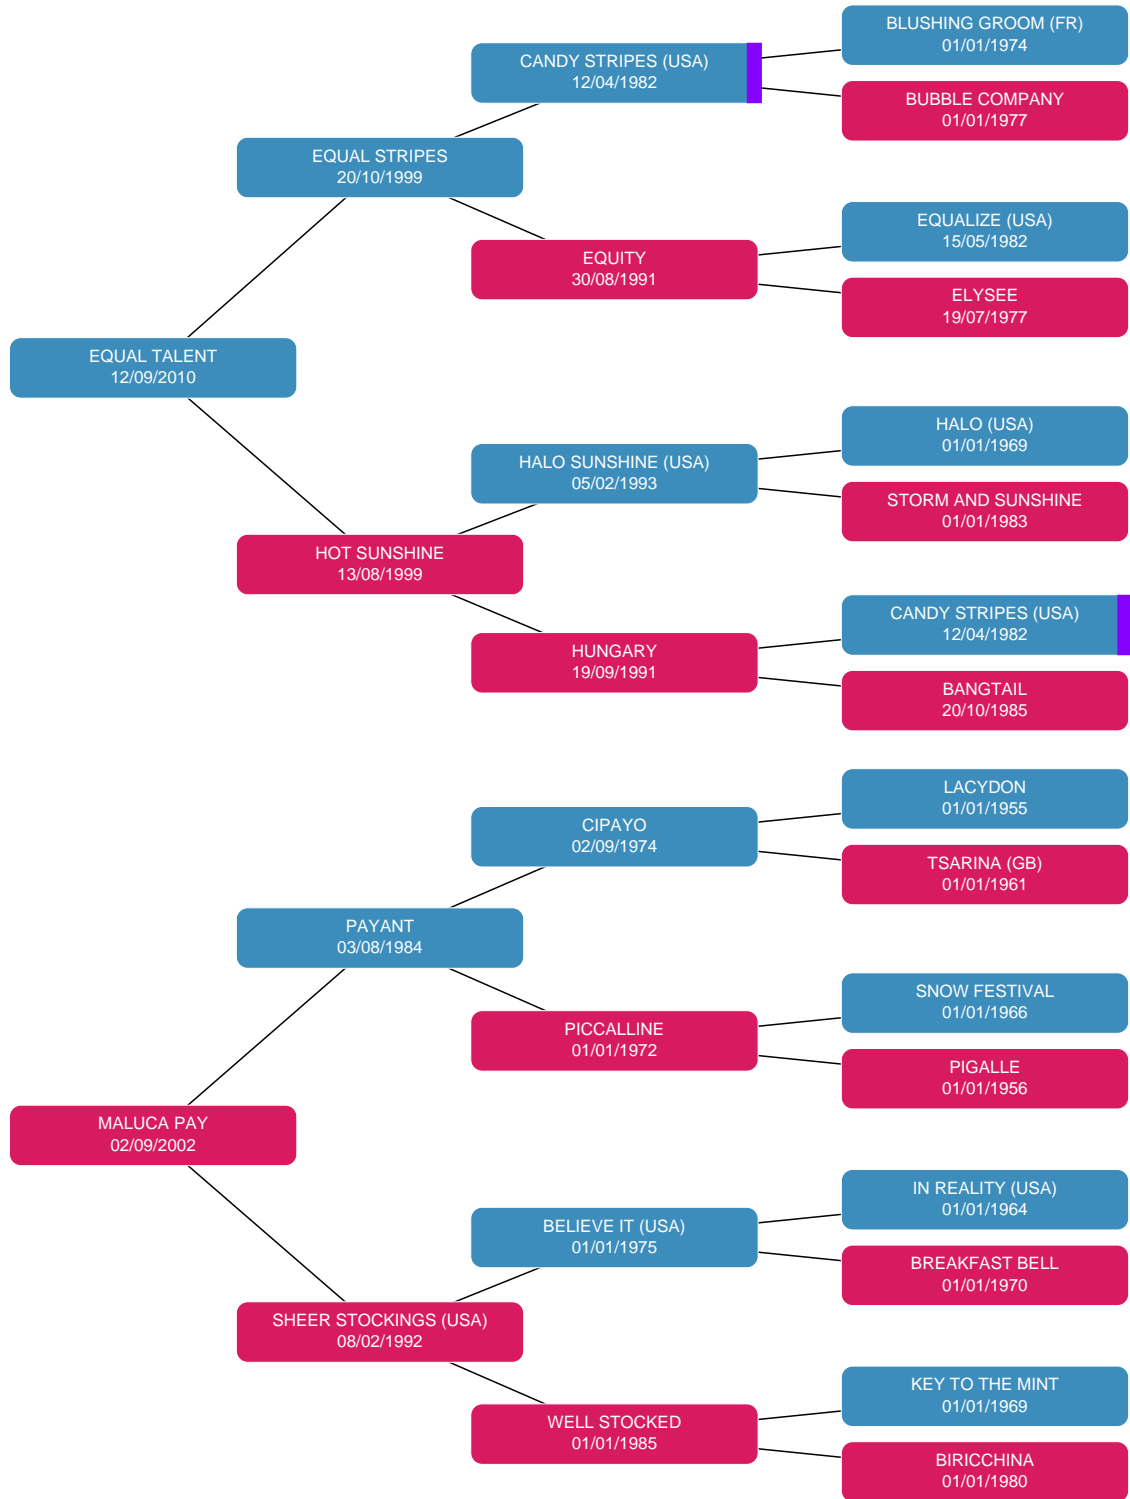 BLUSHING GROOM (FR)
01/01/1974
CANDY STRIPES (USA)
12/04/1982
BUBBLE COMPANY
01/01/1977
EQUAL STRIPES
20/10/1999
EQUALIZE (USA)
15/05/1982
EQUITY
30/08/1991
ELYSEE
19/07/1977
EQUAL TALENT
12/09/2010
HALO (USA)
01/01/1969
HALO SUNSHINE (USA)
05/02/1993
STORM AND SUNSHINE
01/01/1983
HOT SUNSHINE
13/08/1999
CANDY STRIPES (USA)
12/04/1982
HUNGARY
19/09/1991
BANGTAIL
20/10/1985
LACYDON
01/01/1955
CIPAYO
02/09/1974
TSARINA (GB)
01/01/1961
PAYANT
03/08/1984
SNOW FESTIVAL
01/01/1966
PICCALLINE
01/01/1972
PIGALLE
01/01/1956
MALUCA PAY
02/09/2002
IN REALITY (USA)
01/01/1964
BELIEVE IT (USA)
01/01/1975
BREAKFAST BELL
01/01/1970
SHEER STOCKINGS (USA)
08/02/1992
KEY TO THE MINT
01/01/1969
WELL STOCKED
01/01/1985
BIRICCHINA
01/01/1980